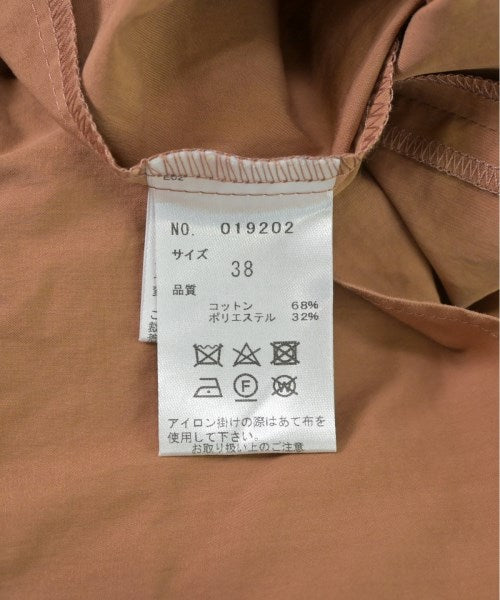 NO. 019202
サイズ
38
品質
コットン 68%
ポリエステル 32%
F
W
アイロン掛けの際はあて布を
使用して下さい。
お取り扱い上のご注意